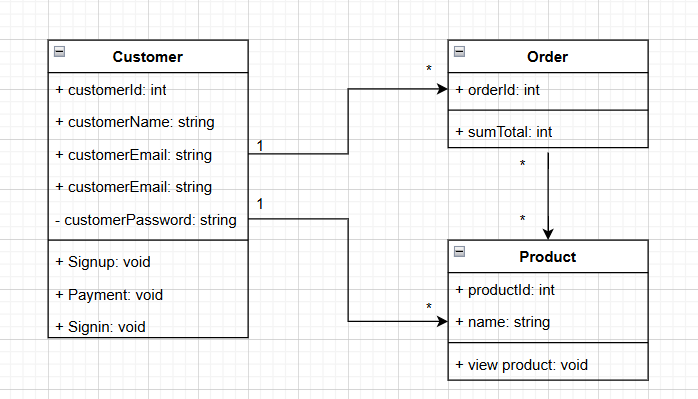 Customer
+ customerId: int
+ customerName: string
+ customerEmail: string
+ customerEmail: string
- customerPassword: string
+ Signup: void
+ Payment: void
+ Signin: void
1
*
1
*
Order
+ orderId: int
+ sumTotal: int
*
*
Product
+ productId: int
+ name: string
+ view product: void